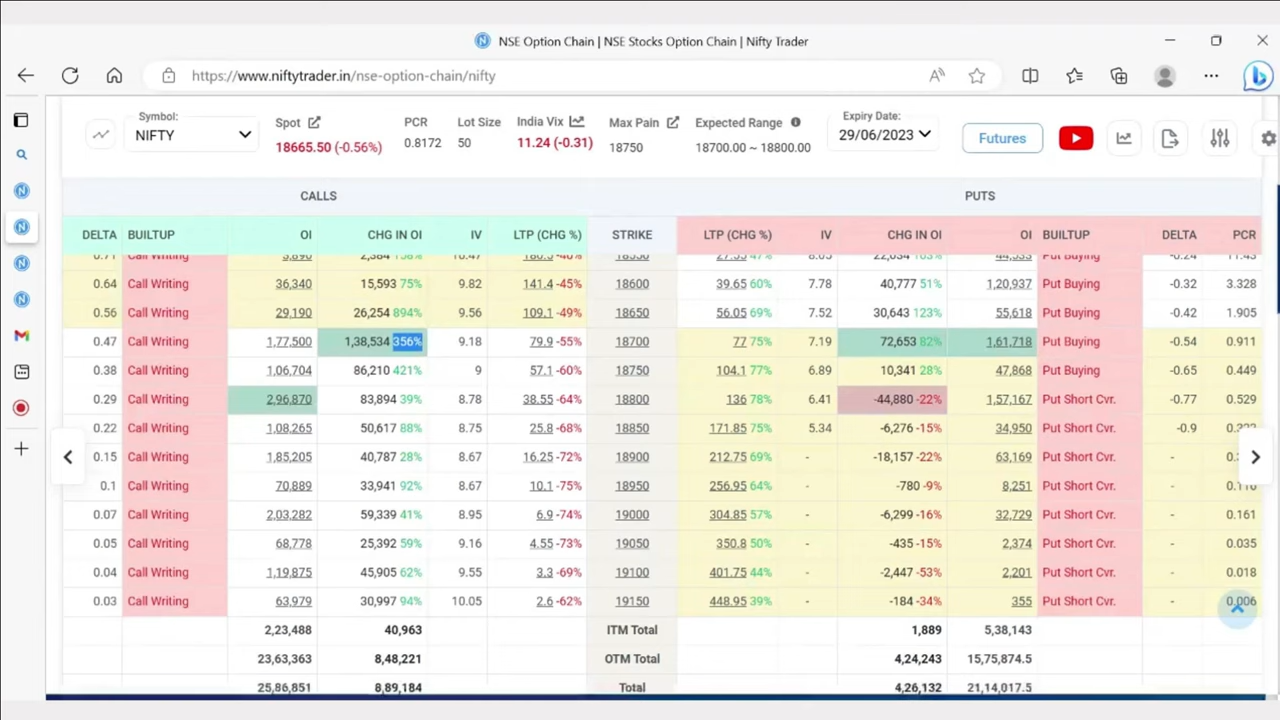 NSE Option Chain | NSE Stocks Option Chain | Nifty Trader
https://www.niftytrader.in/nse-option-chain/nifty
Symbol: NIFTY Spot 18665.50 (-0.56%) PCR 0.8172 Lot Size 50 India Vix 11.24 (-0.31) Max Pain 18750 Expected Range 18700.00 ~ 18800.00 Expiry Date: 29/06/2023 Futures
CALLS PUTS
DELTA BUILTUP OI CHG IN OI IV LTP (CHG %) STRIKE LTP (CHG %) IV CHG IN OI OI BUILTUP DELTA PCR
0.64 Call Writing 36,340 15,593 75% 9.82 141.4 -45% 18600 39.65 60% 7.78 40,777 51% 1,20,937 Put Buying -0.32 3.328
0.56 Call Writing 29,190 26,254 894% 9.56 109.1 -49% 18650 56.05 69% 7.52 30,643 123% 55,618 Put Buying -0.42 1.905
0.47 Call Writing 1,77,500 1,38,534 356% 9.18 79.9 -55% 18700 77 75% 7.19 72,653 82% 1,61,718 Put Buying -0.54 0.911
0.38 Call Writing 1,06,704 86,210 421% 9 57.1 -60% 18750 104.1 77% 6.89 10,341 28% 47,868 Put Buying -0.65 0.449
0.29 Call Writing 2,96,870 83,894 39% 8.78 38.55 -64% 18800 136 78% 6.41 -44,880 -22% 1,57,167 Put Short Cvr. -0.77 0.529
0.22 Call Writing 1,08,265 50,617 88% 8.75 25.8 -68% 18850 171.85 75% 5.34 -6,276 -15% 34,950 Put Short Cvr. -0.9
0.15 Call Writing 1,85,205 40,787 28% 8.67 16.25 -72% 18900 212.75 69% - -18,157 -22% 63,169 Put Short Cvr. -
0.1 Call Writing 70,889 33,941 92% 8.67 10.1 -75% 18950 256.95 64% - -780 -9% 8,251 Put Short Cvr. - 0.116
0.07 Call Writing 2,03,282 59,339 41% 8.95 6.9 -74% 19000 304.85 57% - -6,299 -16% 32,729 Put Short Cvr. - 0.161
0.05 Call Writing 68,778 25,392 59% 9.16 4.55 -73% 19050 350.8 50% - -435 -15% 2,374 Put Short Cvr. - 0.035
0.04 Call Writing 1,19,875 45,905 62% 9.55 3.3 -69% 19100 401.75 44% - -2,447 -53% 2,201 Put Short Cvr. - 0.018
0.03 Call Writing 63,979 30,997 94% 10.05 2.6 -62% 19150 448.95 39% - -184 -34% 355 Put Short Cvr. - 0.006
2,23,488 40,963 ITM Total 1,889 5,38,143
23,63,363 8,48,221 OTM Total 4,24,243 15,75,874.5
25,86,851 8,89,184 Total 4,26,132 21,14,017.5